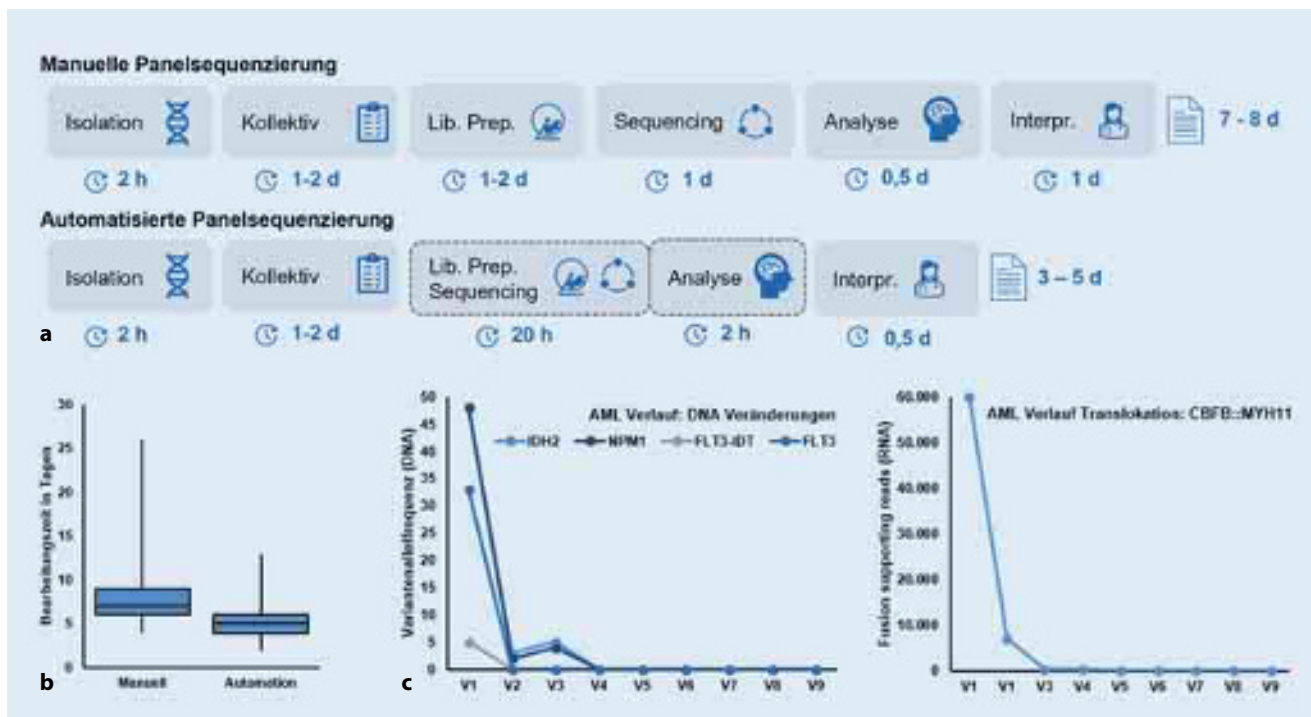 Manuelle Panelsequenzierung
Isolation
Kollektiv
Lib. Prep.
Sequencing
Analyse
Interpr.
7 - 8 d
2 h
1-2 d
1-2 d
1 d
0,5 d
1 d
Automatisierte Panelsequenzierung
Isolation
Kollektiv
Lib. Prep.
Sequencing
Analyse
Interpr.
3 – 5 d
a
2 h
1-2 d
20 h
2 h
0,5 d
Bearbeitungszeit in Tagen
30
25
20
15
10
5
0
Manuell
Automation
b
Variantenallelfrequenz (DNA)
50
45
40
35
30
25
20
15
10
5
0
AML Verlauf: DNA Veränderungen
IDH2 NPM1 FLT3-IDT FLT3
V1 V2 V3 V4 V5 V6 V7 V8 V9
c
Fusion supporting reads (RNA)
60.000
50.000
40.000
30.000
20.000
10.000
0
AML Verlauf Translokation: CBFB::MYH11
V1 V1 V3 V4 V5 V6 V7 V8 V9